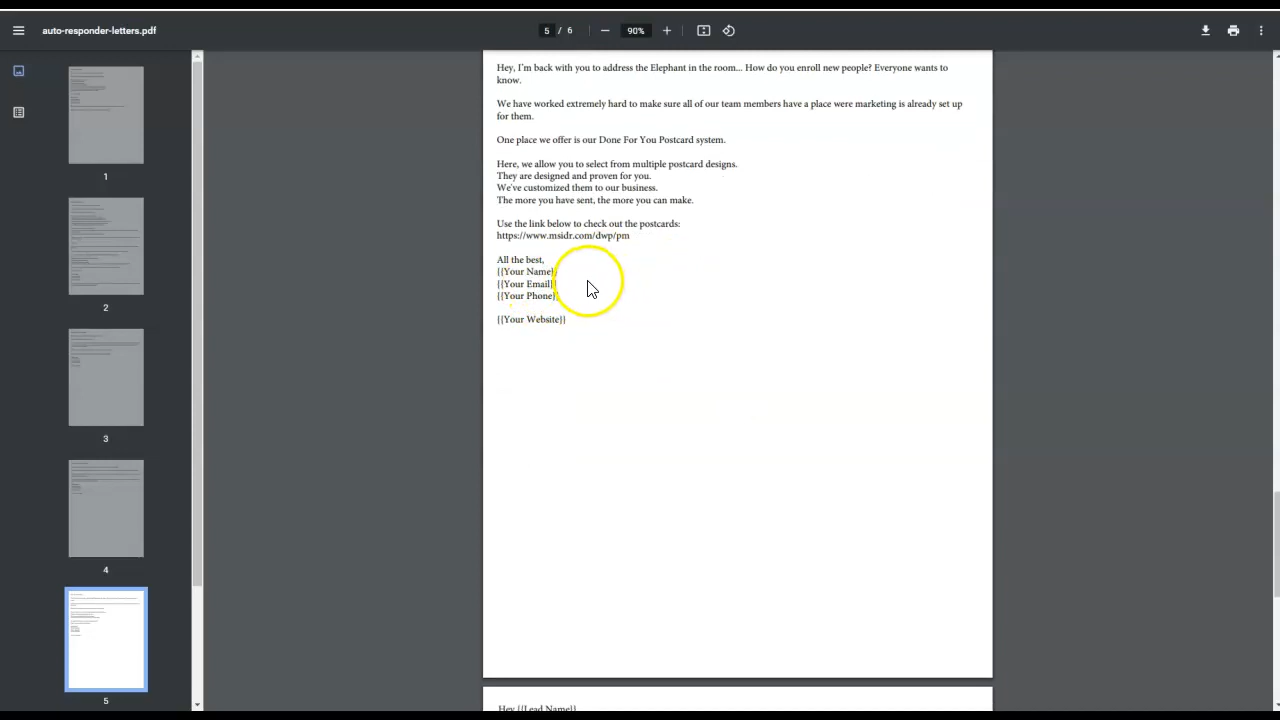 auto-responder-letters.pdf
5 / 6
90%
Hey, I'm back with you to address the Elephant in the room... How do you enroll new people? Everyone wants to
know.
We have worked extremely hard to make sure all of our team members have a place were marketing is already set up
for them.
One place we offer is our Done For You Postcard system.
Here, we allow you to select from multiple postcard designs.
They are designed and proven for you.
We've customized them to our business.
The more you have sent, the more you can make.
Use the link below to check out the postcards:
https://www.msidr.com/dwp/pm
All the best,
{{Your Name}}
{{Your Email}}
{{Your Phone}}
{{Your Website}}
Hey {{Lead Name}}
1
2
3
4
5